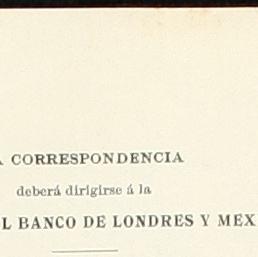 A CORRESPONDENCIA
deberá dirigirse á la
L BANCO DE LONDRES Y MEX